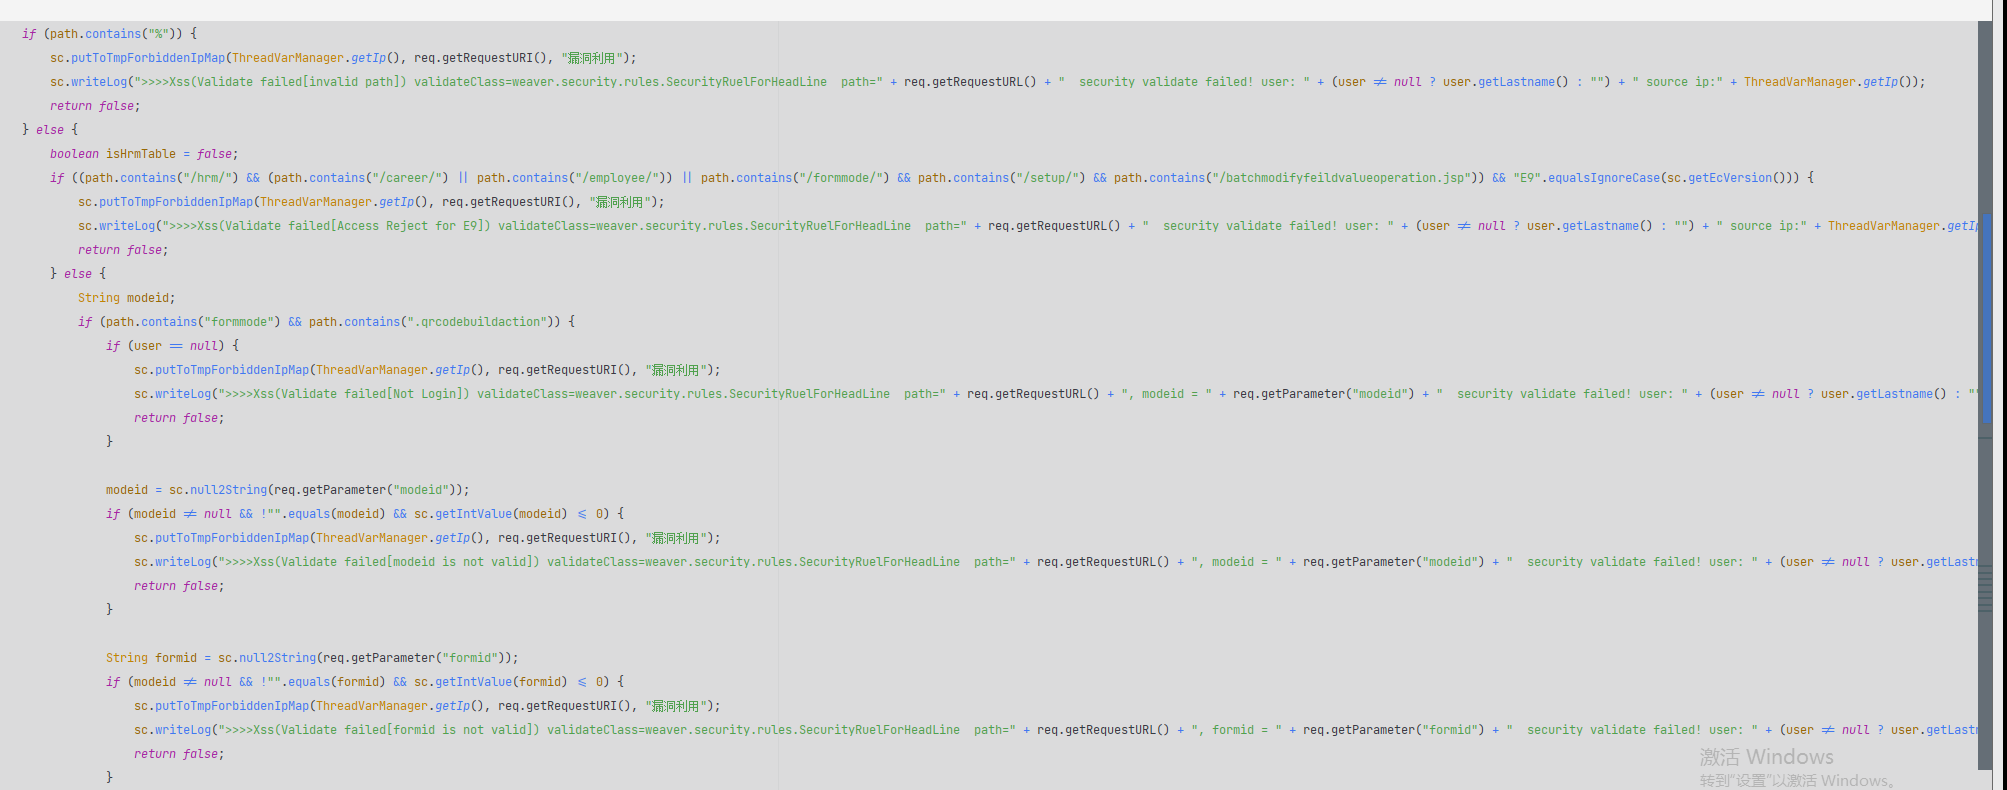 if (path.contains("%")) {
sc.putToTmpForbiddenIpMap(ThreadVarManager.getIp(), req.getRequestURI(), "漏洞利用");
sc.writeLog(">>>>Xss(Validate failed[invalid path]) validateClass=weaver.security.rules.SecurityRuelForHeadLine  path=" + req.getRequestURL() + "  security validate failed! user: " + (user ≠ null ? user.getLastname() : "") + " source ip:" + ThreadVarManager.getIp());
return false;
} else {
boolean isHrmTable = false;
if ((path.contains("/hrm/") && (path.contains("/career/") || path.contains("/employee/")) || path.contains("/formmode/") && path.contains("/setup/") && path.contains("/batchmodifyfeildvalueoperation.jsp")) && "E9".equalsIgnoreCase(sc.getEcVersion())) {
sc.putToTmpForbiddenIpMap(ThreadVarManager.getIp(), req.getRequestURI(), "漏洞利用");
sc.writeLog(">>>>Xss(Validate failed[Access Reject for E9]) validateClass=weaver.security.rules.SecurityRuelForHeadLine  path=" + req.getRequestURL() + "  security validate failed! user: " + (user ≠ null ? user.getLastname() : "") + " source ip:" + ThreadVarManager.getIp
return false;
} else {
String modeid;
if (path.contains("formmode") && path.contains(".qrcodebuildaction")) {
if (user == null) {
sc.putToTmpForbiddenIpMap(ThreadVarManager.getIp(), req.getRequestURI(), "漏洞利用");
sc.writeLog(">>>>Xss(Validate failed[Not Login]) validateClass=weaver.security.rules.SecurityRuelForHeadLine  path=" + req.getRequestURL() + ", modeid = " + req.getParameter("modeid") + "  security validate failed! user: " + (user ≠ null ? user.getLastname() : ""
return false;
}
modeid = sc.null2String(req.getParameter("modeid"));
if (modeid ≠ null && !"".equals(modeid) && sc.getIntValue(modeid) ⩽ 0) {
sc.putToTmpForbiddenIpMap(ThreadVarManager.getIp(), req.getRequestURI(), "漏洞利用");
sc.writeLog(">>>>Xss(Validate failed[modeid is not valid]) validateClass=weaver.security.rules.SecurityRuelForHeadLine  path=" + req.getRequestURL() + ", modeid = " + req.getParameter("modeid") + "  security validate failed! user: " + (user ≠ null ? user.getLastn
return false;
}
String formid = sc.null2String(req.getParameter("formid"));
if (modeid ≠ null && !"".equals(formid) && sc.getIntValue(formid) ⩽ 0) {
sc.putToTmpForbiddenIpMap(ThreadVarManager.getIp(), req.getRequestURI(), "漏洞利用");
sc.writeLog(">>>>Xss(Validate failed[formid is not valid]) validateClass=weaver.security.rules.SecurityRuelForHeadLine  path=" + req.getRequestURL() + ", formid = " + req.getParameter("formid") + "  security validate failed! user: " + (user ≠ null ? user.getLastn
return false;
}
激活 Windows
转到"设置"以激活 Windows。